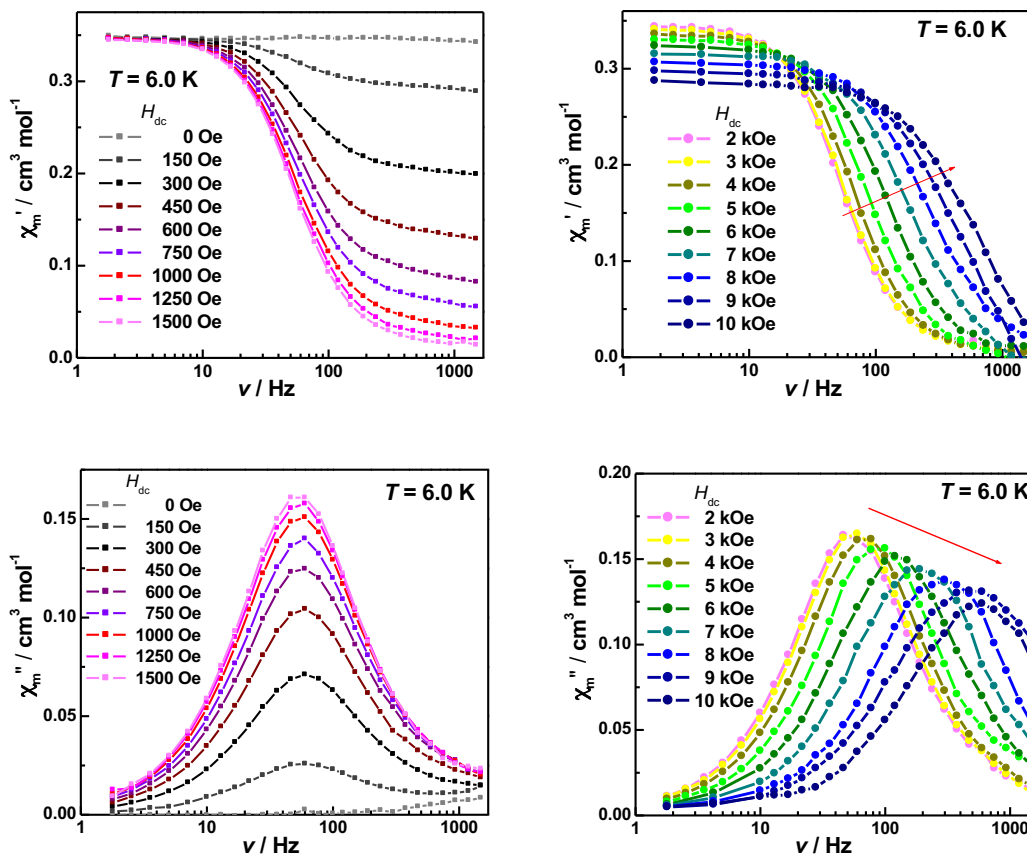 0.3
0.2
0.1
0.0
χm' / cm³ mol⁻¹
T = 6.0 K
Hdc
0 Oe
150 Oe
300 Oe
450 Oe
600 Oe
750 Oe
1000 Oe
1250 Oe
1500 Oe
1 10 100 1000
ν / Hz
0.3
0.2
0.1
0.0
χm' / cm³ mol⁻¹
T = 6.0 K
Hdc
2 kOe
3 kOe
4 kOe
5 kOe
6 kOe
7 kOe
8 kOe
9 kOe
10 kOe
1 10 100 1000
ν / Hz
0.15
0.10
0.05
0.00
χm'' / cm³ mol⁻¹
T = 6.0 K
Hdc
0 Oe
150 Oe
300 Oe
450 Oe
600 Oe
750 Oe
1000 Oe
1250 Oe
1500 Oe
1 10 100 1000
ν / Hz
0.20
0.15
0.10
0.05
0.00
χm'' / cm³ mol⁻¹
T = 6.0 K
Hdc
2 kOe
3 kOe
4 kOe
5 kOe
6 kOe
7 kOe
8 kOe
9 kOe
10 kOe
1 10 100 1000
ν / Hz